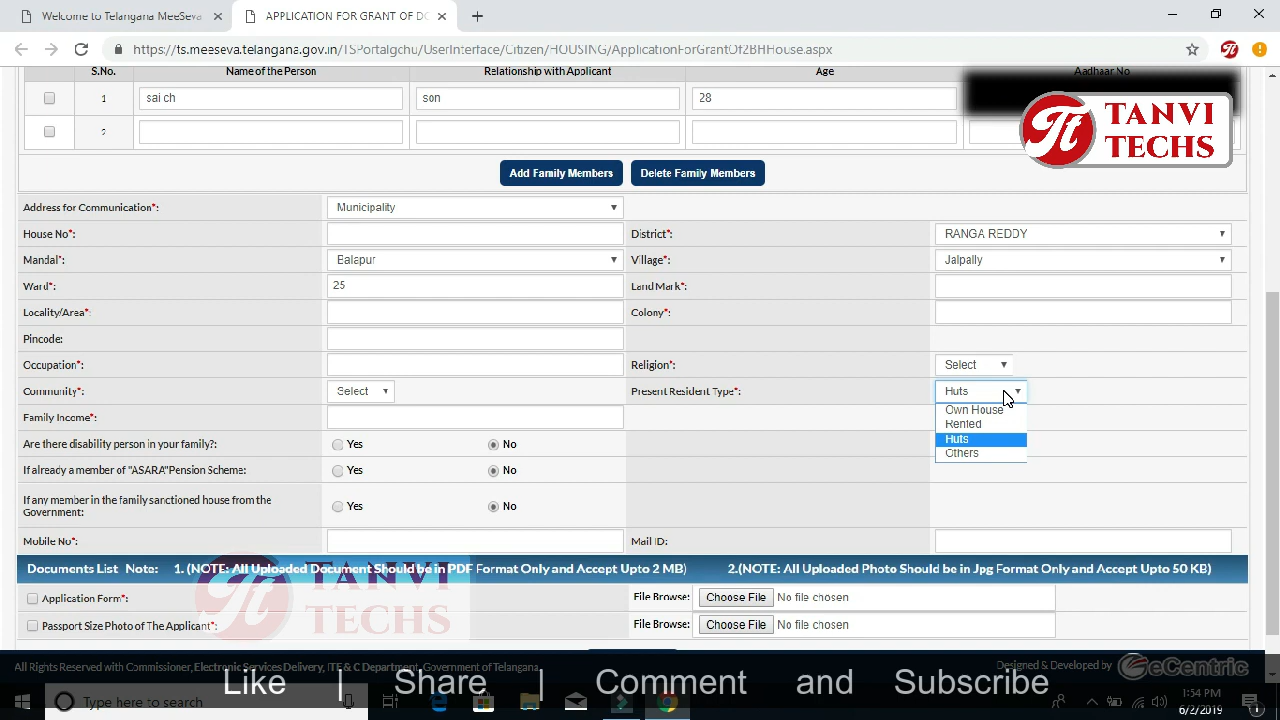 Welcome to Telangana MeeSeva
APPLICATION FOR GRANT OF DO
https://ts.meeseva.telangana.gov.in/TSPortalgchu/UserInterface/Citizen/HOUSING/ApplicationForGrantOf2BHHouse.aspx
S.No. Name of the Person Relationship with Applicant Age Aadhaar No
1 sai ch son 28
2
TANVI
TECHS
Add Family Members Delete Family Members
Address for Communication*: Municipality
House No*: District*: RANGA REDDY
Mandal*: Balapur Village*: Jalpally
Ward*: 25 Land Mark*:
Locality/Area*: Colony*:
Pincode:
Occupation*: Religion*: Select
Community*: Select Present Resident Type*: Huts
Own House
Family Income*:
Rented
Huts
Are there disability person in your family?: Yes No
Others
If already a member of "ASARA"Pension Scheme: Yes No
If any member in the family sanctioned house from the
Government: Yes No
Mobile No*: Mail ID:
Documents List Note: 1. (NOTE: All Uploaded Document Should be in PDF Format Only and Accept Upto 2 MB) 2.(NOTE: All Uploaded Photo Should be in Jpg Format Only and Accept Upto 50 KB)
TANVI
TECHS
Application Form*: File Browse: Choose File No file chosen
Passport Size Photo of The Applicant*: File Browse: Choose File No file chosen
All Rights Reserved with Commissioner,Electronic Services Delivery, ITE & C Department, Government of Telangana
Designed & Developed by eCentric
Like | Share | Comment and Subscribe
Type here to search
1:54 PM
6/2/2019